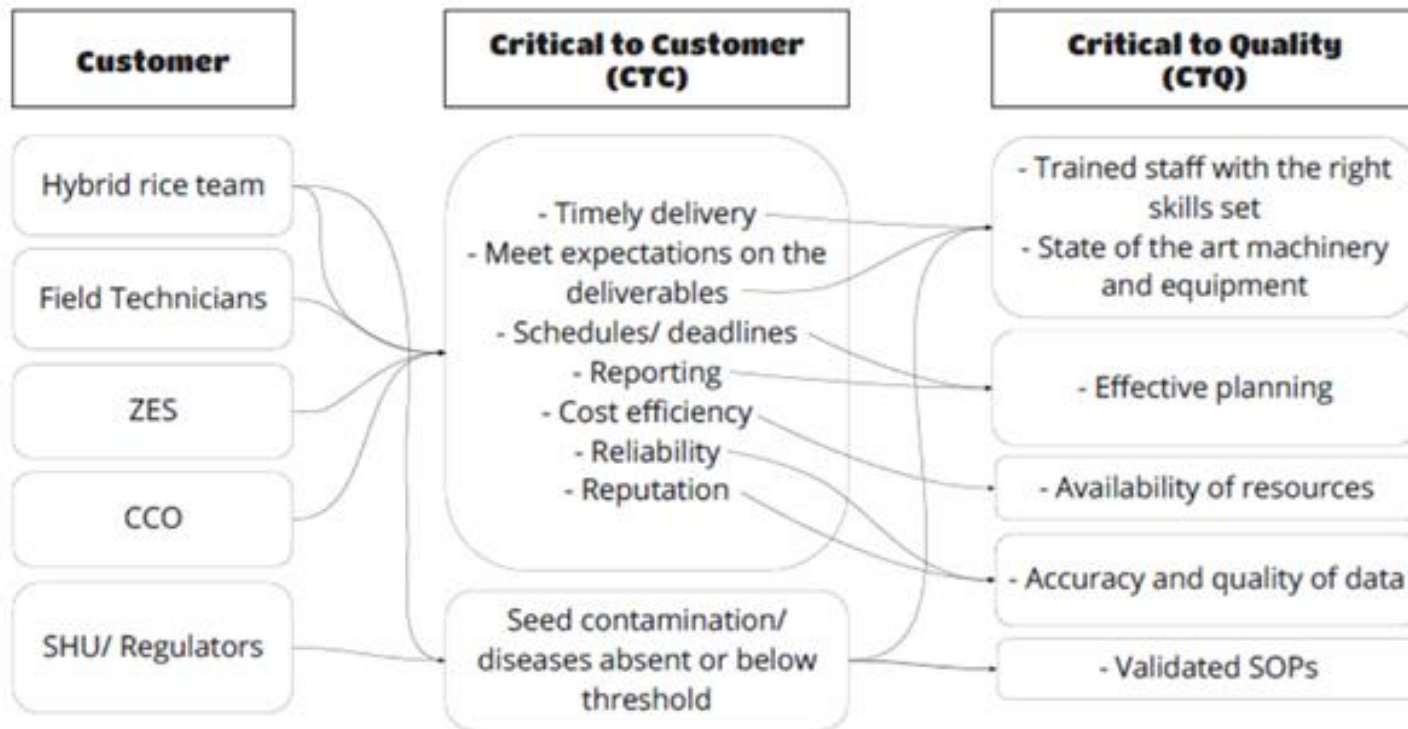 Customer
Critical to Customer
(CTC)
Critical to Quality
(CTQ)
Hybrid rice team
Field Technicians
ZES
CCO
SHU/ Regulators
- Timely delivery
- Meet expectations on the
deliverables
- Schedules/ deadlines
- Reporting
- Cost efficiency
- Reliability
- Reputation
Seed contamination/
diseases absent or below
threshold
- Trained staff with the right
skills set
- State of the art machinery
and equipment
- Effective planning
- Availability of resources
- Accuracy and quality of data
- Validated SOPs